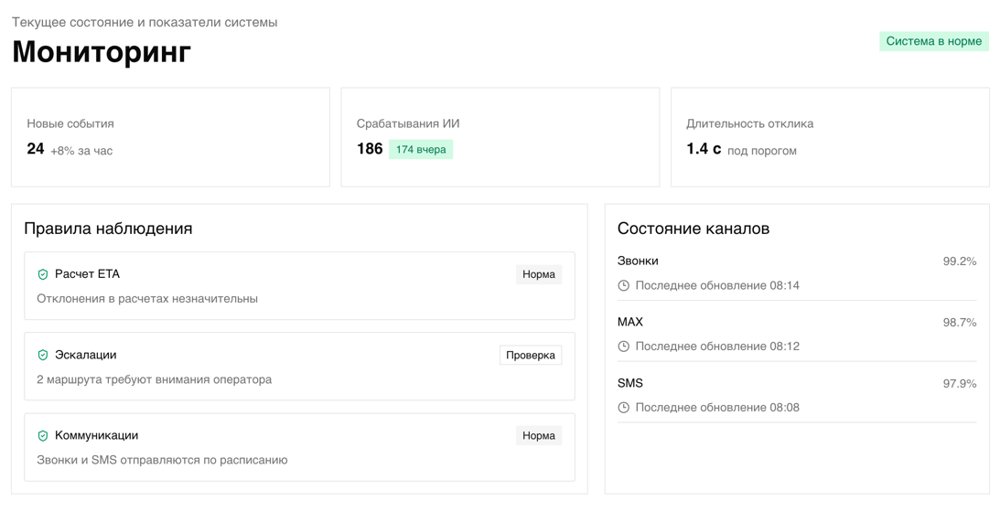 Текущее состояние и показатели системы
Мониторинг
Система в норме
Новые события
24 +8% за час
Срабатывания ИИ
186 174 вчера
Длительность отклика
1.4 с под порогом
Правила наблюдения
Расчет ETA
Норма
Отклонения в расчетах незначительны
Эскалации
Проверка
2 маршрута требуют внимания оператора
Коммуникации
Норма
Звонки и SMS отправляются по расписанию
Состояние каналов
Звонки 99.2%
Последнее обновление 08:14
MAX 98.7%
Последнее обновление 08:12
SMS 97.9%
Последнее обновление 08:08